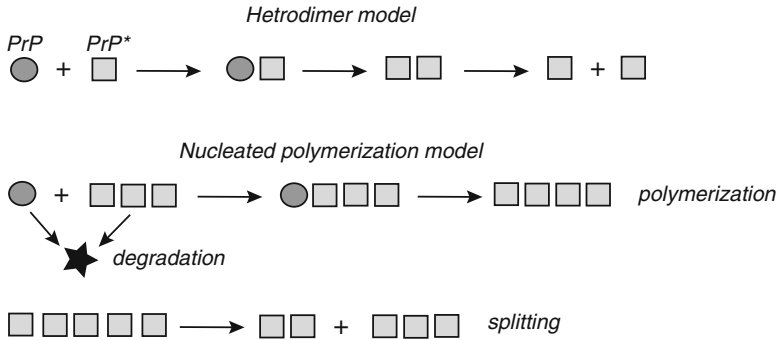 Hetrodimer model
PrP PrP*
+ +
Nucleated polymerization model
+ polymerization
degradation
+ splitting